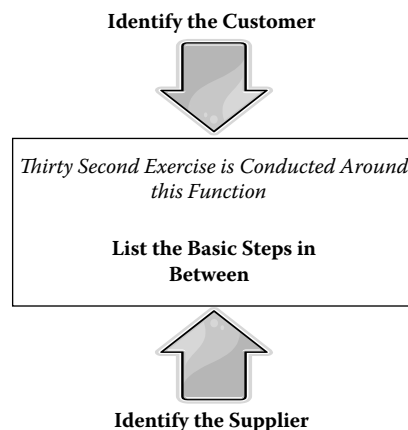 Identify the Customer
Thirty Second Exercise is Conducted Around
this Function
List the Basic Steps in
Between
Identify the Supplier